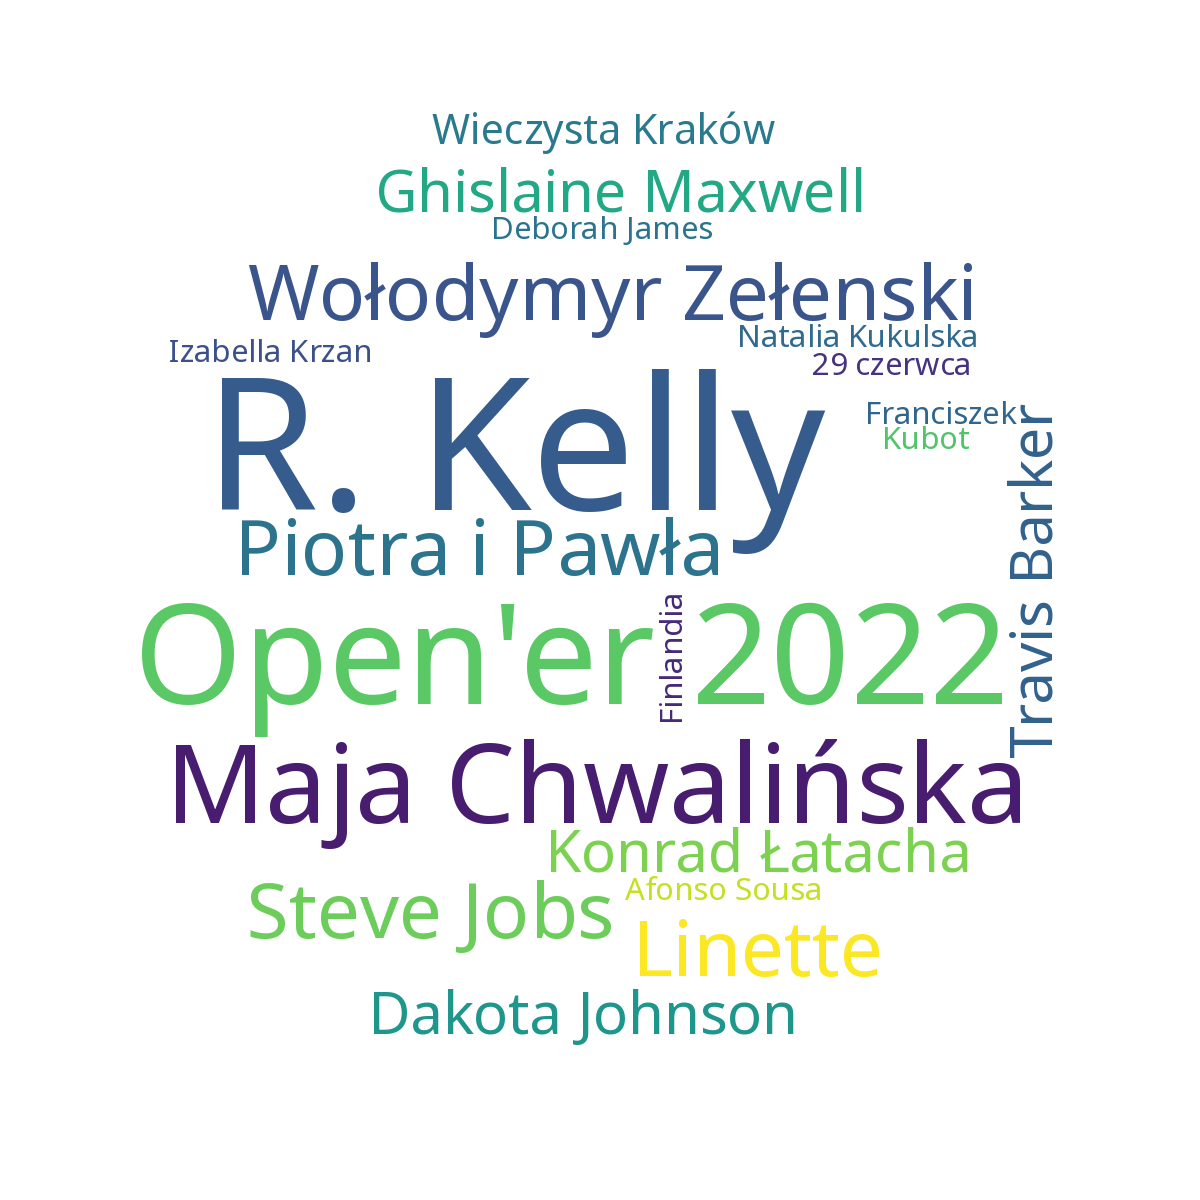 Wieczysta Kraków
Ghislaine Maxwell
Deborah James
Wołodymyr Zełenski
Natalia Kukulska
Izabella Krzan
29 czerwca
R. Kelly
Franciszek
Kubot
Travis Barker
Piotra i Pawła
Open'er 2022
Finlandia
Maja Chwalińska
Konrad Łatacha
Steve Jobs
Afonso Sousa
Linette
Dakota Johnson